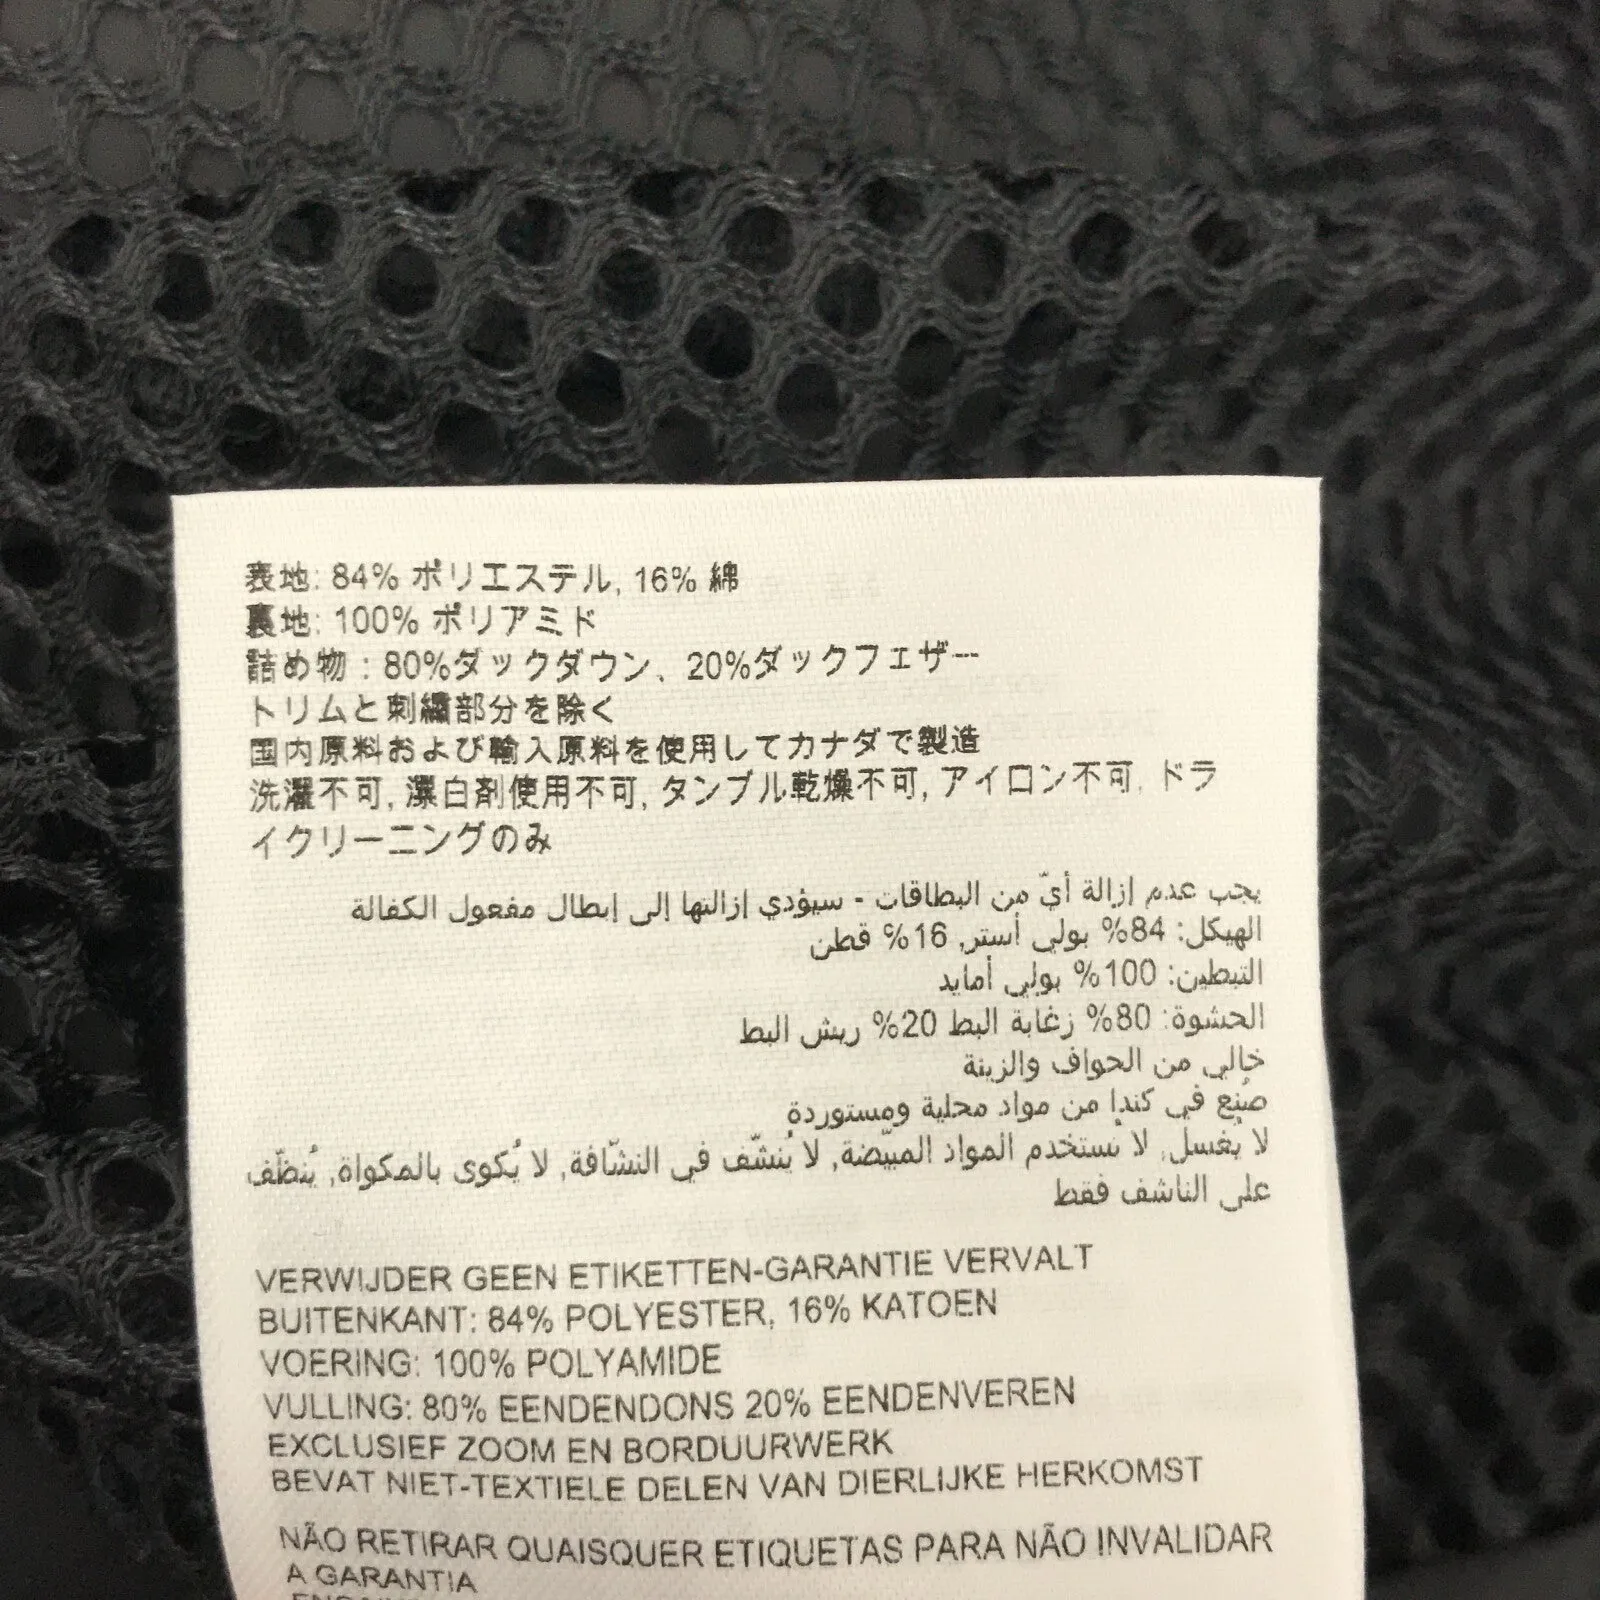 表地: 84% ポリエステル, 16% 綿
裏地: 100% ポリアミド
詰め物 : 80%ダックダウン、20%ダックフェザー
トリムと刺繍部分を除く
国内原料および輸入原料を使用してカナダで製造
洗濯不可, 漂白剤使用不可, タンブル乾燥不可, アイロン不可, ドラ
イクリーニングのみ
يجب عدم إزالة أيّ من البطاقات - سيؤدي إزالتها إلى إبطال مفعول الكفالة
الهيكل: 84% بولي أستر, 16% قطن
التبطين: 100% بولي أمايد
الحشوة: 80% زغابة البط 20% ريش البط
خالي من الحواف والزينة
صُنِع في كندا من مواد محلية ومستوردة
لا يُغسل, لا تُستخدم المواد المبيّضة, لا يُنشّف في النشّافة, لا يُكوى بالمكواة, يُنظّف
على الناشف فقط
VERWIJDER GEEN ETIKETTEN-GARANTIE VERVALT
BUITENKANT: 84% POLYESTER, 16% KATOEN
VOERING: 100% POLYAMIDE
VULLING: 80% EENDENDONS 20% EENDENVEREN
EXCLUSIEF ZOOM EN BORDUURWERK
BEVAT NIET-TEXTIELE DELEN VAN DIERLIJKE HERKOMST
NÃO RETIRAR QUAISQUER ETIQUETAS PARA NÃO INVALIDAR
A GARANTIA